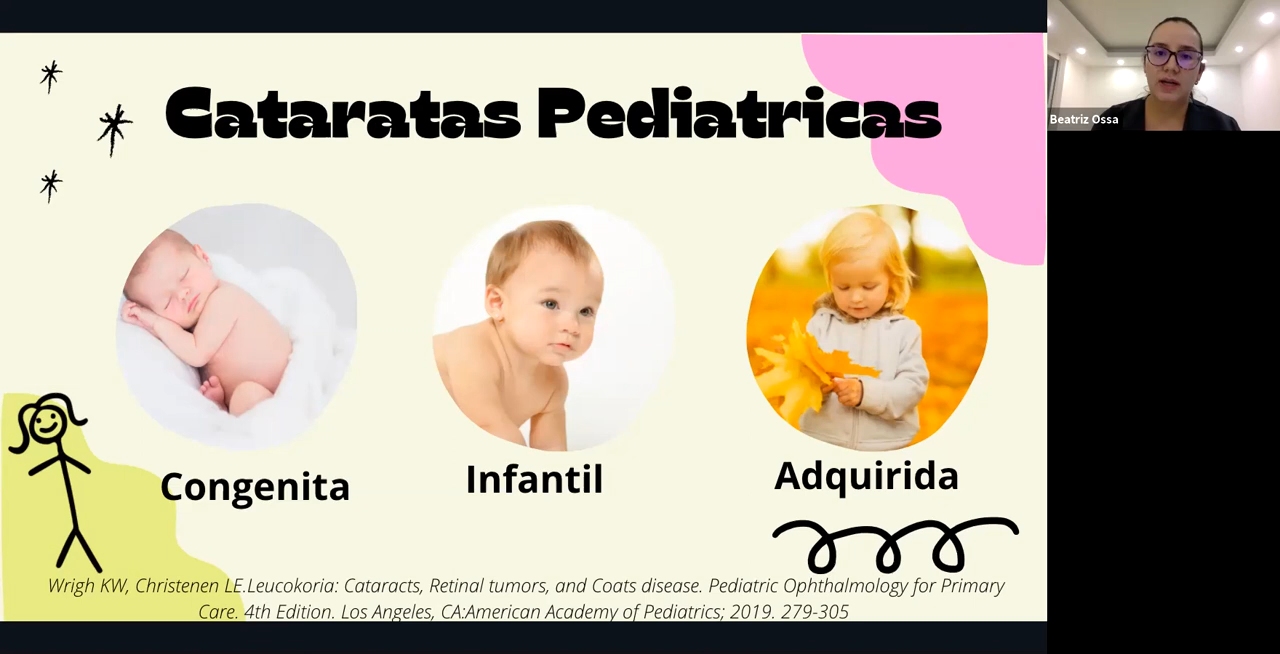 Cataratas Pediatricas
Beatriz Ossa
Congenita
Infantil
Adquirida
Wrigh KW, Christenen LE.Leucokoria: Cataracts, Retinal tumors, and Coats disease. Pediatric Ophthalmology for Primary
Care. 4th Edition. Los Angeles, CA:American Academy of Pediatrics; 2019. 279-305